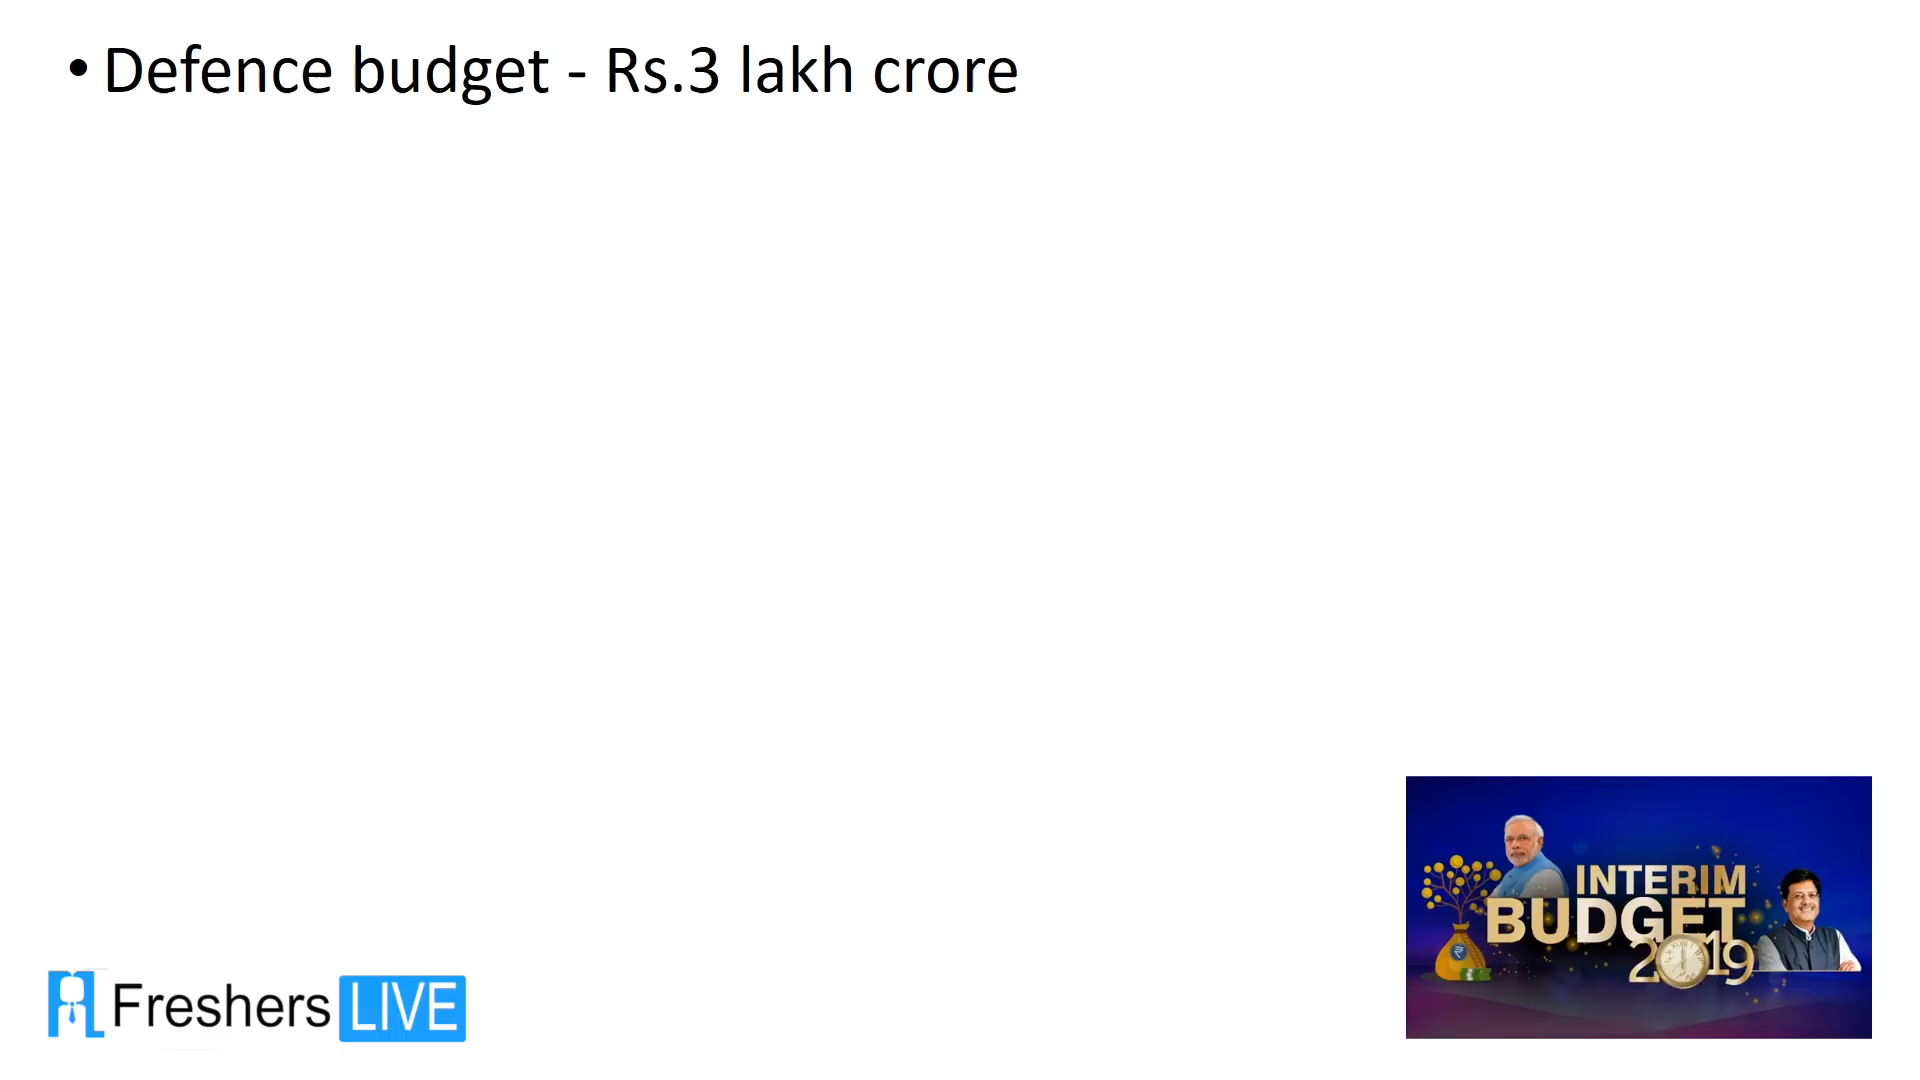 • Defence budget - Rs.3 lakh crore
INTERIM
BUDGET
2019
Freshers LIVE